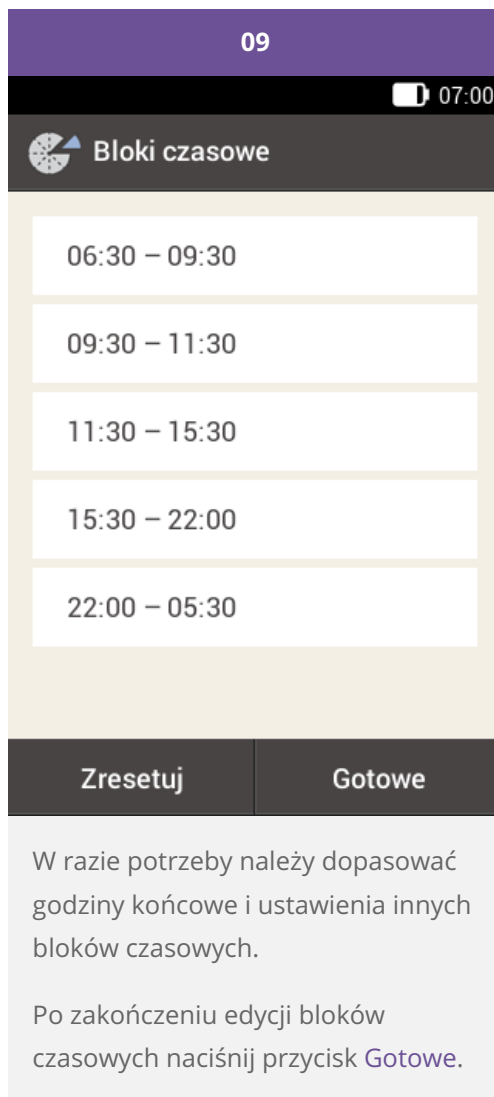 09
07:00
Bloki czasowe
06:30 – 09:30
09:30 – 11:30
11:30 – 15:30
15:30 – 22:00
22:00 – 05:30
Zresetuj Gotowe
W razie potrzeby należy dopasować
godziny końcowe i ustawienia innych
bloków czasowych.
Po zakończeniu edycji bloków
czasowych naciśnij przycisk Gotowe.